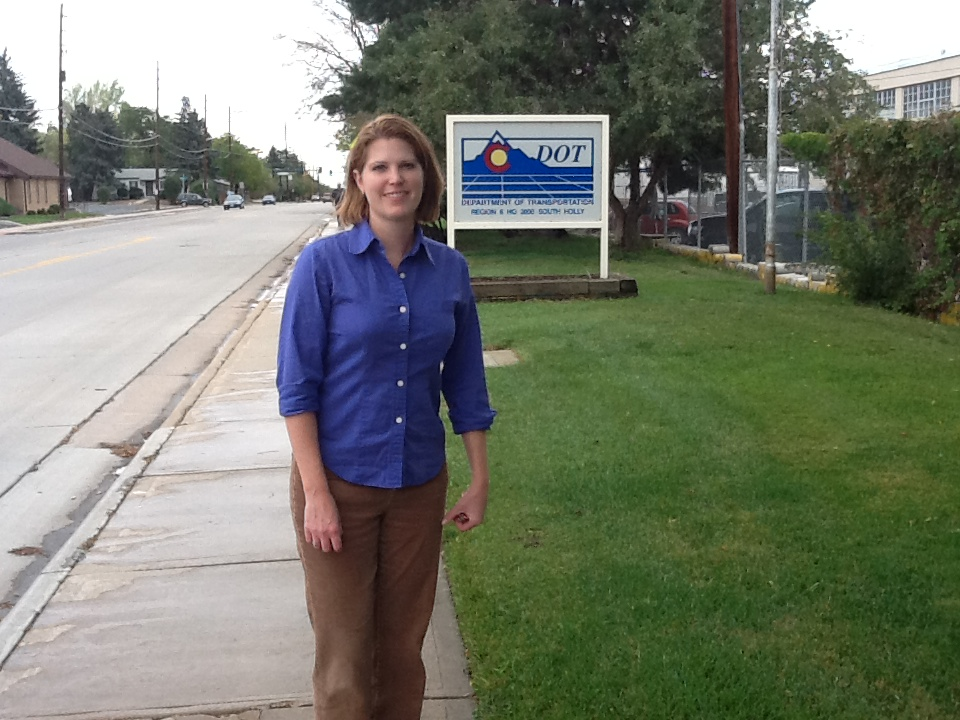 DOT
DEPARTMENT OF TRANSPORTATION
REGION 6 HQ 2000 SOUTH HOLLY